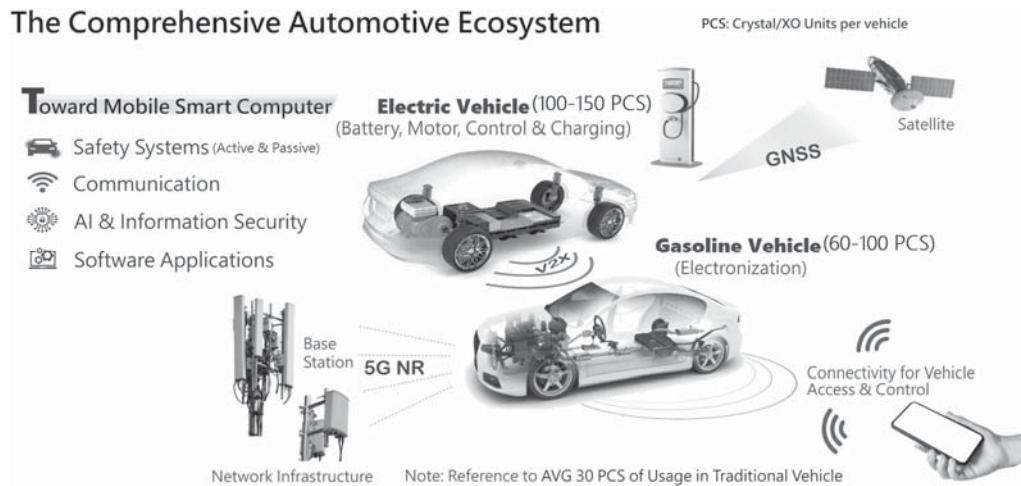 The Comprehensive Automotive Ecosystem
PCS: Crystal/XO Units per vehicle
Toward Mobile Smart Computer
Safety Systems (Active & Passive)
Communication
AI & Information Security
Software Applications
Electric Vehicle (100-150 PCS)
(Battery, Motor, Control & Charging)
Satellite
GNSS
V2X
Gasoline Vehicle (60-100 PCS)
(Electronization)
Base
Station
5G NR
Connectivity for Vehicle
Access & Control
Network Infrastructure
Note: Reference to AVG 30 PCS of Usage in Traditional Vehicle